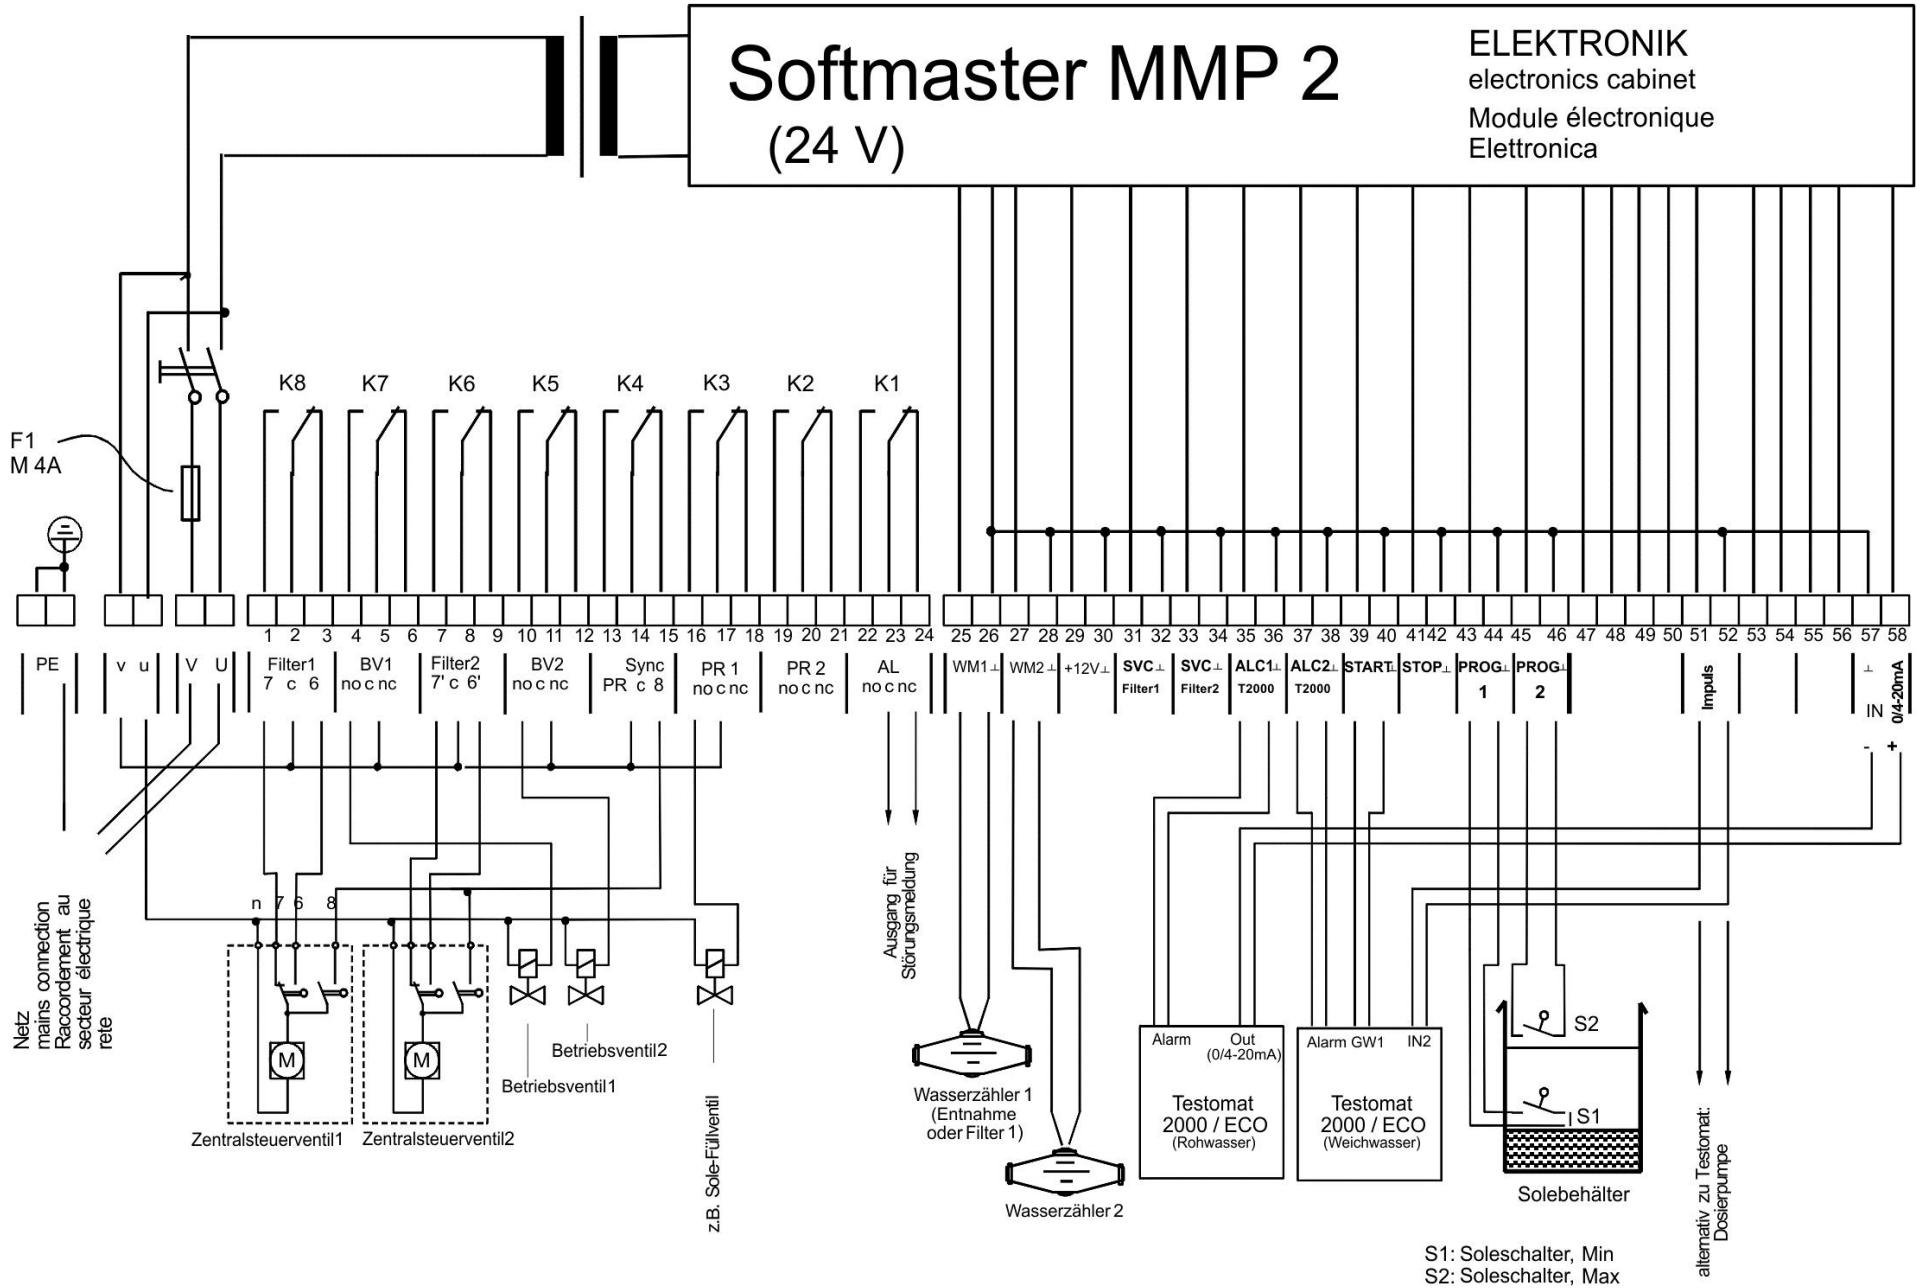 Softmaster MMP 2
(24 V)
ELEKTRONIK
electronics cabinet
Module électronique
Elettronica
K8 K7 K6 K5 K4 K3 K2 K1
F1
M 4A
1 2 3 4 5 6 7 8 9 10 11 12 13 14 15 16 17 18 19 20 21 22 23 24 25 26 27 28 29 30 31 32 33 34 35 36 37 38 39 40 41 42 43 44 45 46 47 48 49 50 51 52 53 54 55 56 57 58
PE
v u
V U
Filter1
7 c 6
BV1
no c nc
Filter2
7' c 6'
BV2
no c nc
Sync
PR c 8
PR 1
no c nc
PR 2
no c nc
AL
no c nc
WM1 ⊥
WM2 ⊥
+12V ⊥
SVC ⊥
Filter1
SVC ⊥
Filter2
ALC1 ⊥
T2000
ALC2 ⊥
T2000
START ⊥
STOP ⊥
PROG ⊥
1
PROG ⊥
2
Impuls
⊥
IN
0/4-20mA
- +
Netz
mains connection
Raccordement au
secteur électrique
rete
n 7 6 8
M
M
Zentralsteuerventil1
Zentralsteuerventil2
Betriebsventil1
Betriebsventil2
z.B. Sole-Füllventil
Ausgang für
Störungsmeldung
Wasserzähler 1
(Entnahme
oder Filter 1)
Wasserzähler 2
Alarm
Out
(0/4-20mA)
Testomat
2000 / ECO
(Rohwasser)
Alarm GW1 IN2
Testomat
2000 / ECO
(Weichwasser)
S2
S1
Solebehälter
alternativ zu Testomat:
Dosierpumpe
S1: Soleschalter, Min
S2: Soleschalter, Max